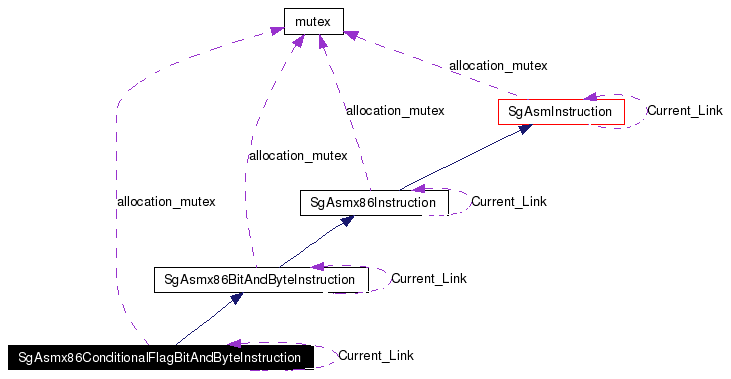 mutex
allocation_mutex
SgAsmInstruction
Current_Link
allocation_mutex
allocation_mutex
SgAsmx86Instruction
Current_Link
allocation_mutex
SgAsmx86BitAndByteInstruction
Current_Link
SgAsmx86ConditionalFlagBitAndByteInstruction
Current_Link